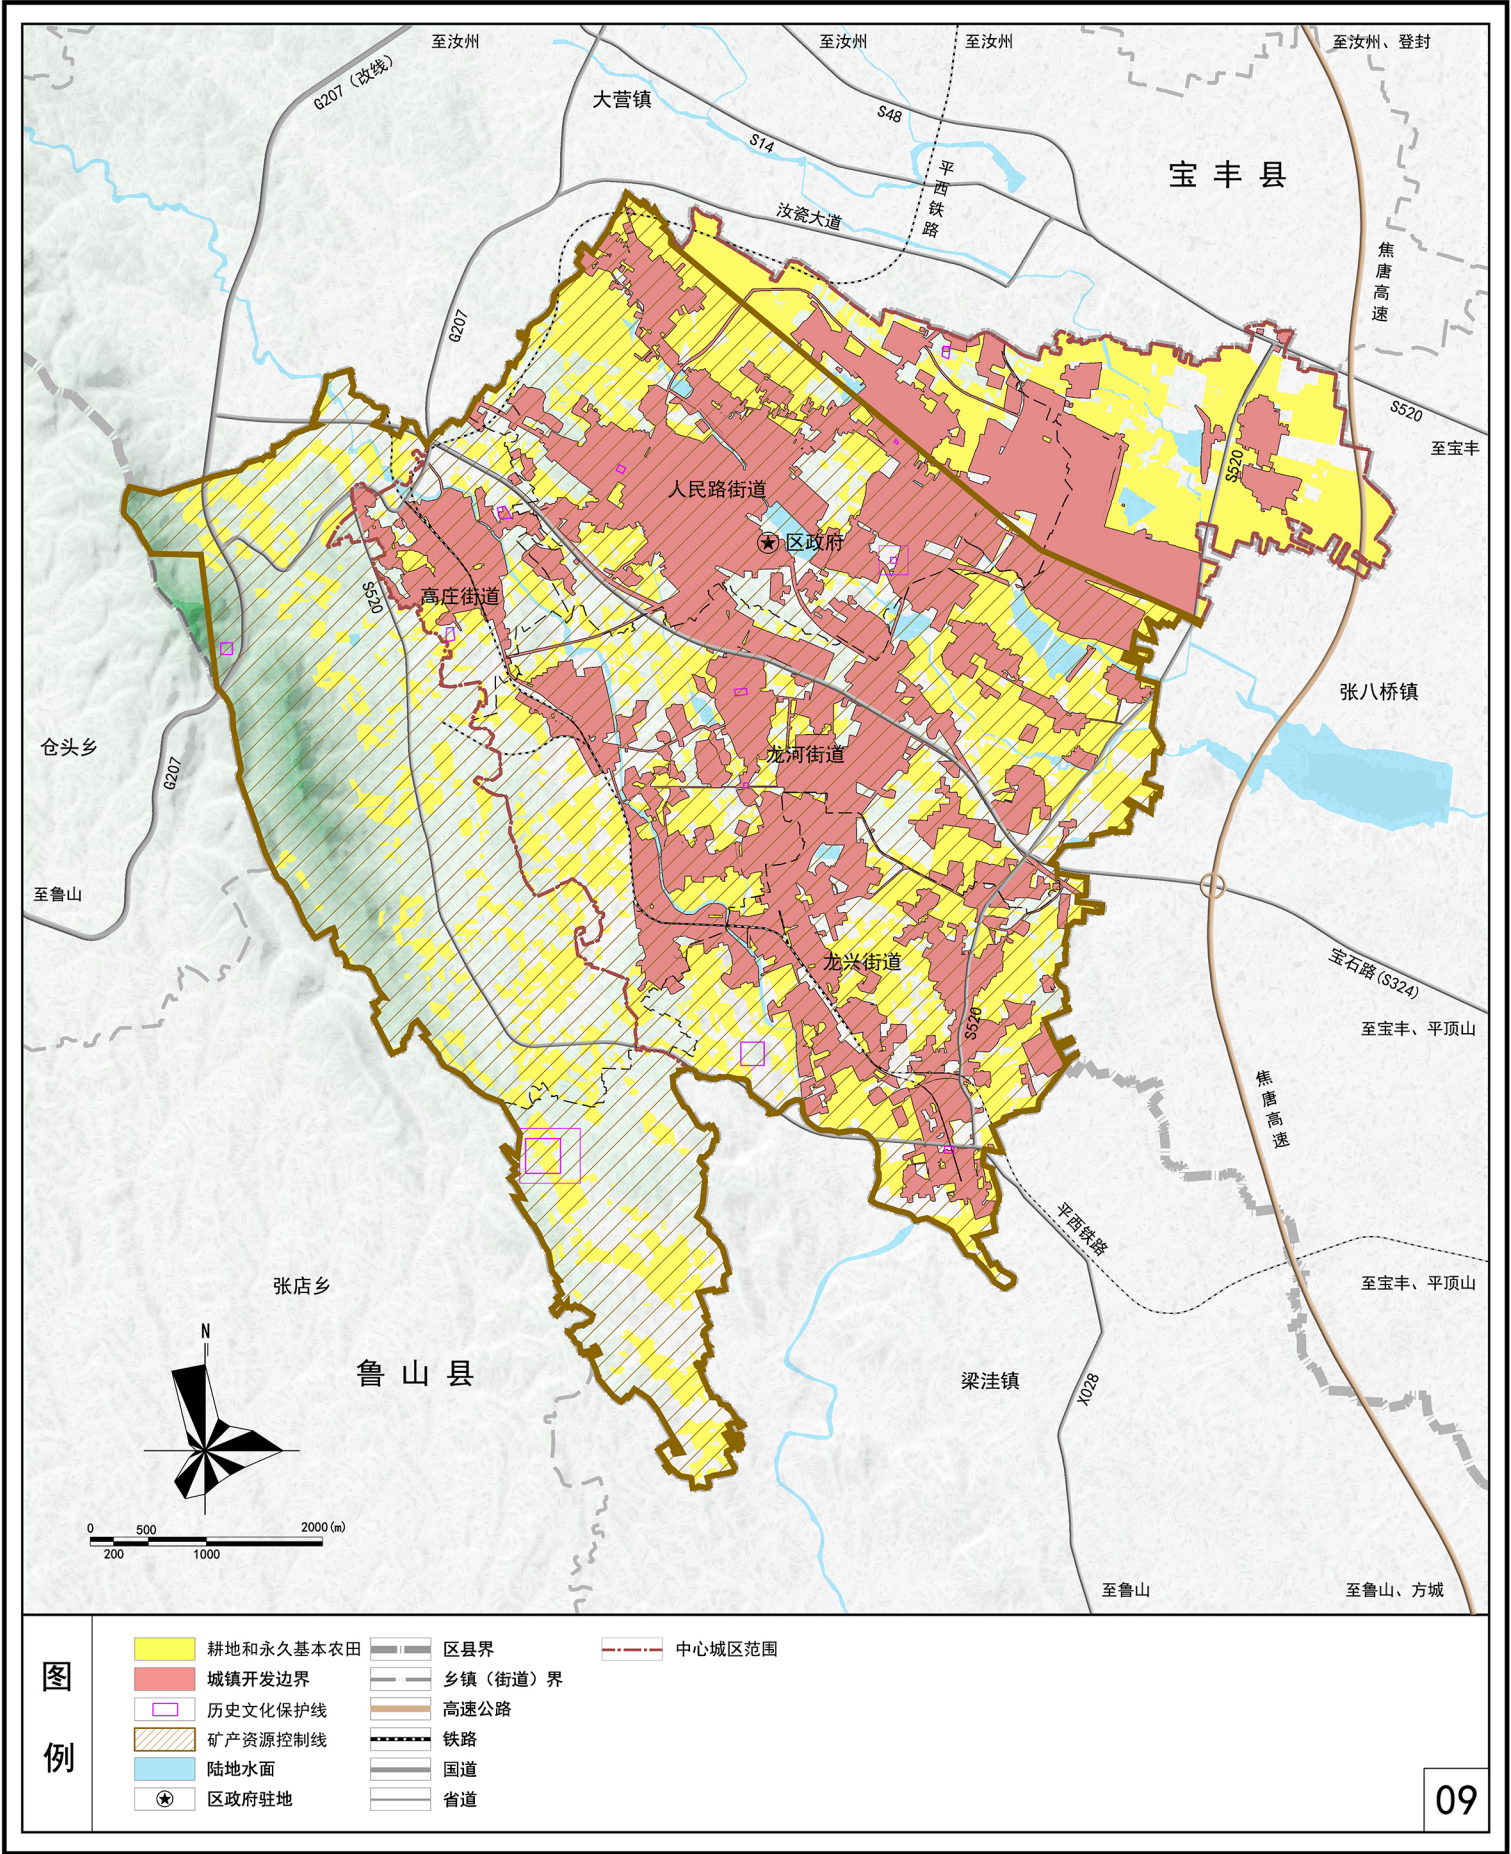 至汝州
至汝州
至汝州
至汝州、登封
G207（改线）
大营镇
S48
S14
平西铁路
宝丰县
汝瓷大道
焦唐高速
G207
S520
至宝丰
S520
人民路街道
区政府
高庄街道
S520
张八桥镇
仓头乡
G207
龙河街道
至鲁山
龙兴街道
宝石路(S324)
S520
至宝丰、平顶山
焦唐高速
平西铁路
张店乡
至宝丰、平顶山
N
鲁山县
梁洼镇
X028
0
500
2000(m)
200
1000
至鲁山
至鲁山、方城
图例
耕地和永久基本农田
城镇开发边界
历史文化保护线
矿产资源控制线
陆地水面
区政府驻地
区县界
乡镇（街道）界
高速公路
铁路
国道
省道
中心城区范围
09